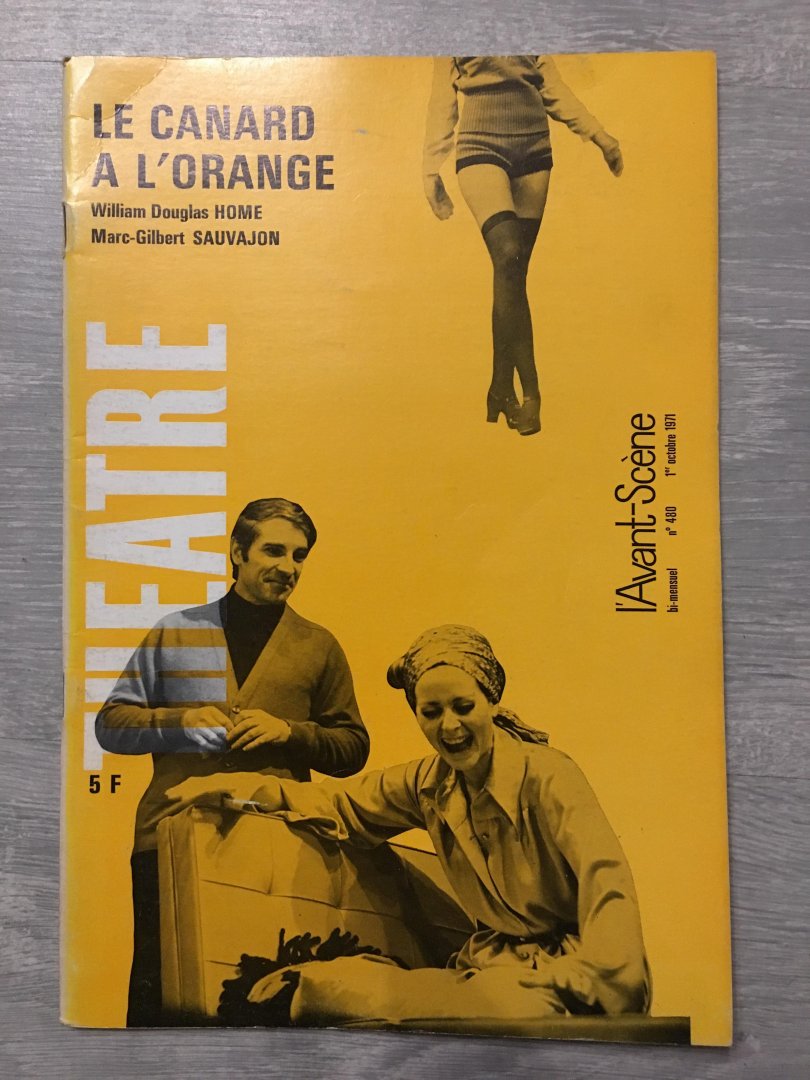 LE CANARD
A L'ORANGE
William Douglas HOME
Marc-Gilbert SAUVAJON
THEATRE
5 F
l'Avant-Scène
bi-mensuel n° 480 1er octobre 1971